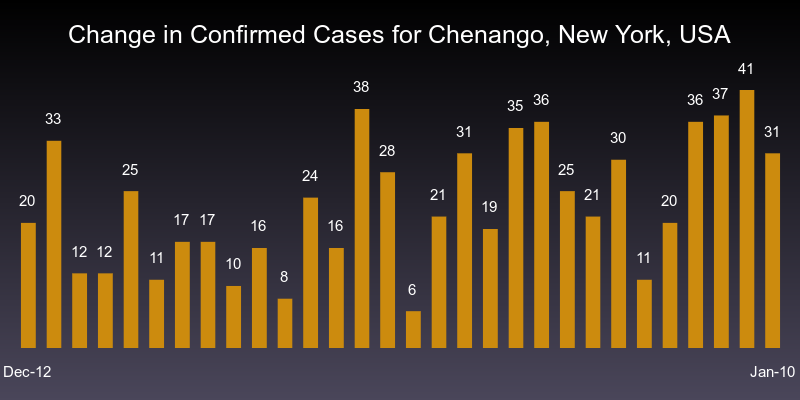 Change in Confirmed Cases for Chenango, New York, USA
20 33 12 12 25 11 17 17 10 16 8 24 16 38 28 6 21 31 19 35 36 25 21 30 11 20 36 37 41 31
Dec-12 Jan-10